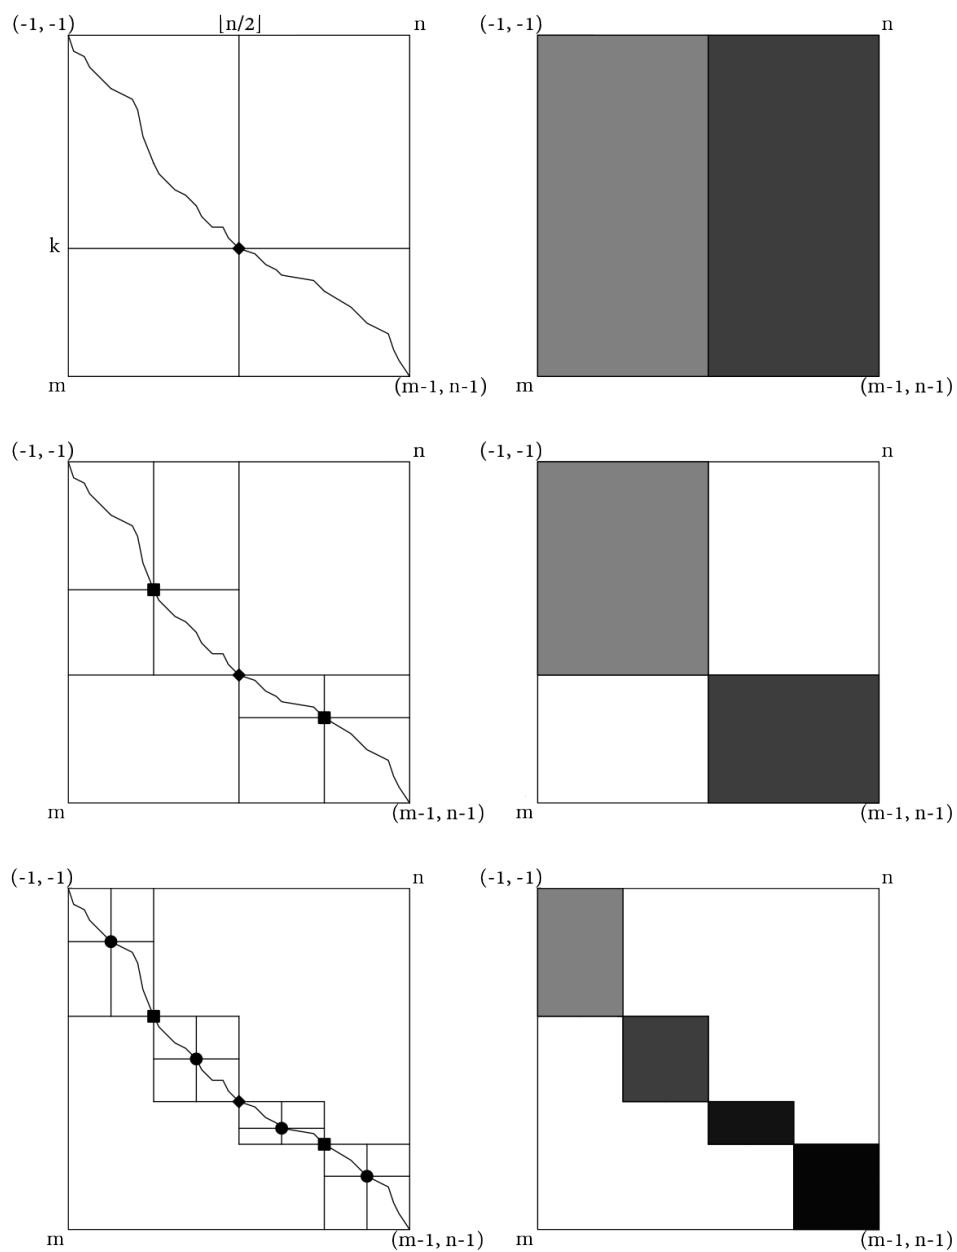 (-1, -1) ⌊n/2⌋ n (-1, -1) n
k
m (m-1, n-1) m (m-1, n-1)
(-1, -1) n (-1, -1) n
m (m-1, n-1) m (m-1, n-1)
(-1, -1) n (-1, -1) n
m (m-1, n-1) m (m-1, n-1)